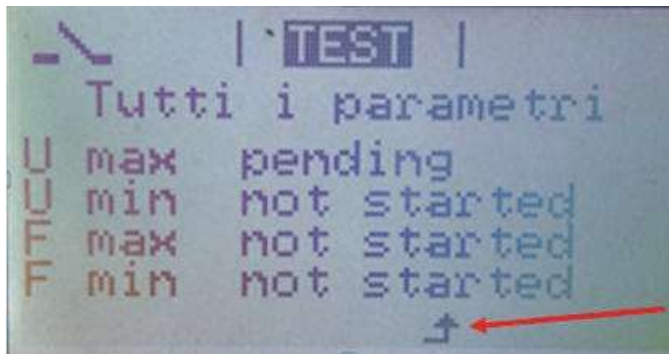 TEST
Tutti i parametri
U max pending
U min not started
F max not started
F min not started